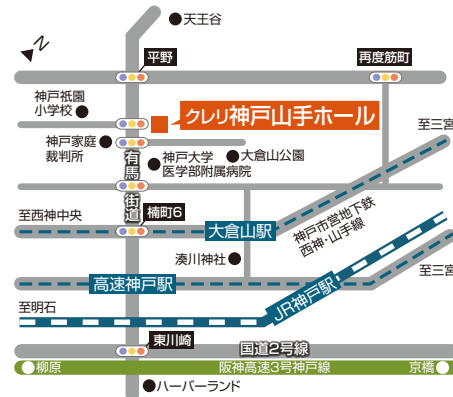 天王谷
N
平野
再度筋町
神戸祇園
小学校
クレリ神戸山手ホール
至三宮
神戸家庭
裁判所
有馬街道
神戸大学
医学部附属病院
大倉山公園
至西神中央
楠町6
大倉山駅
神戸市営地下鉄
西神・山手線
湊川神社
高速神戸駅
至三宮
至明石
JR神戸駅
東川崎
国道2号線
柳原
阪神高速3号神戸線
京橋
ハーバーランド